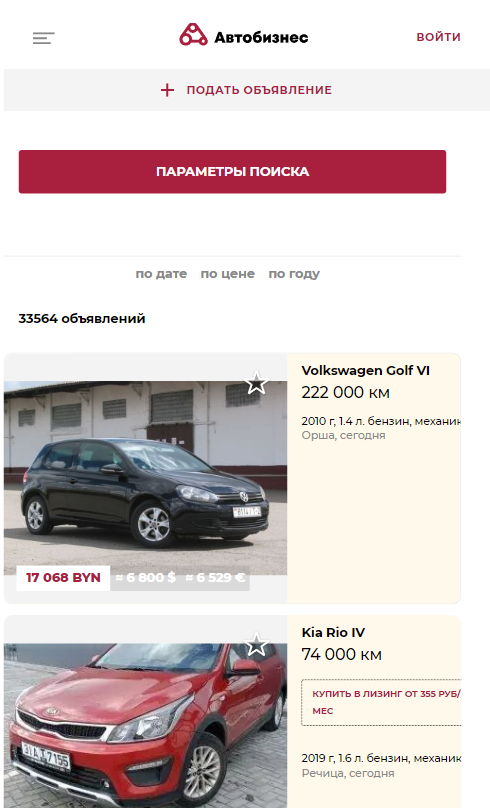 Автобизнес
ВОЙТИ
ПОДАТЬ ОБЪЯВЛЕНИЕ
ПАРАМЕТРЫ ПОИСКА
по дате по цене по году
33564 объявлений
Volkswagen Golf VI
222 000 км
2010 г, 1.4 л. бензин, механик
Орша, сегодня
17 068 BYN ≈ 6 800 $ ≈ 6 529 €
Kia Rio IV
74 000 км
КУПИТЬ В ЛИЗИНГ ОТ 355 РУБ/
МЕС
2019 г, 1.6 л. бензин, механик
Речица, сегодня